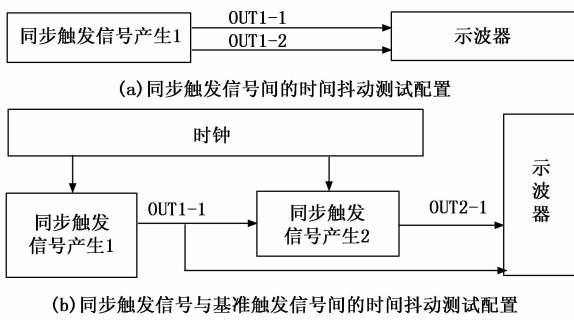 同步触发信号产生1
OUT1-1
OUT1-2
示波器
(a)同步触发信号间的时间抖动测试配置
时钟
同步触发
信号产生1
OUT1-1
同步触发
信号产生2
OUT2-1
示
波
器
(b)同步触发信号与基准触发信号间的时间抖动测试配置